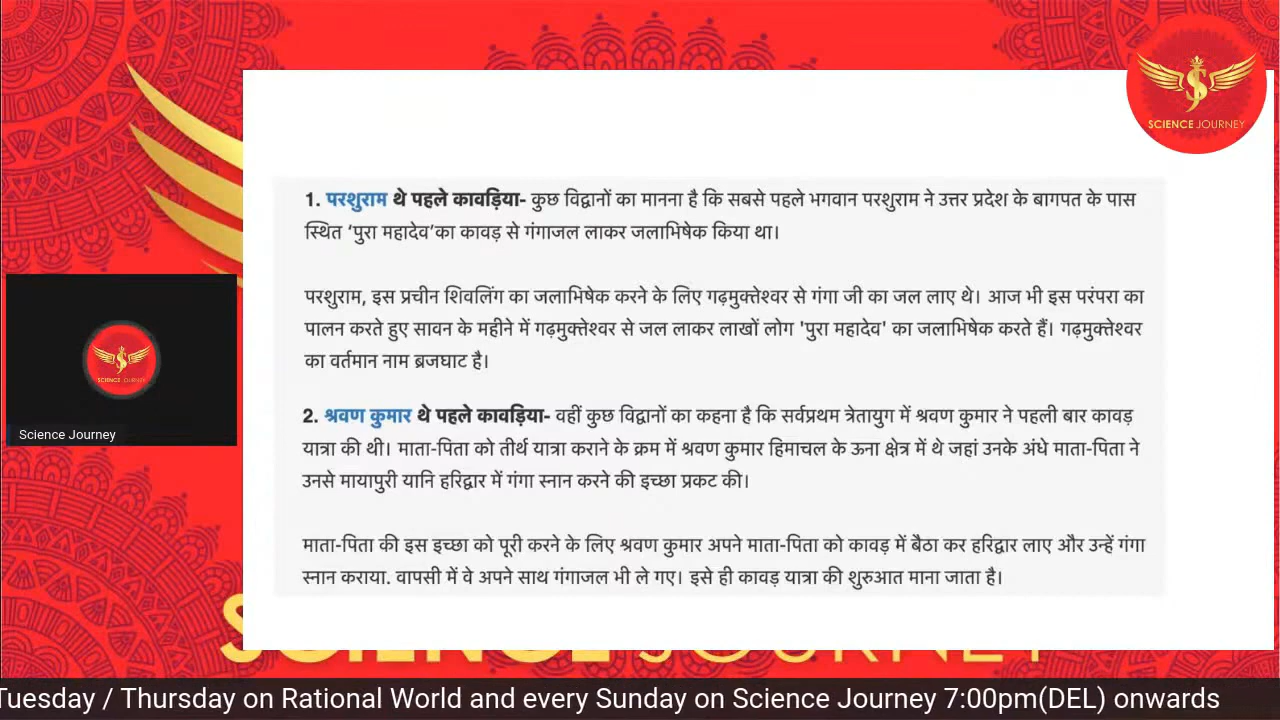 SCIENCE JOURNEY
1. परशुराम थे पहले कावड़िया- कुछ विद्वानों का मानना है कि सबसे पहले भगवान परशुराम ने उत्तर प्रदेश के बागपत के पास
स्थित 'पुरा महादेव'का कावड़ से गंगाजल लाकर जलाभिषेक किया था।
परशुराम, इस प्रचीन शिवलिंग का जलाभिषेक करने के लिए गढ़मुक्तेश्वर से गंगा जी का जल लाए थे। आज भी इस परंपरा का
पालन करते हुए सावन के महीने में गढ़मुक्तेश्वर से जल लाकर लाखों लोग 'पुरा महादेव' का जलाभिषेक करते हैं। गढ़मुक्तेश्वर
का वर्तमान नाम ब्रजघाट है।
2. श्रवण कुमार थे पहले कावड़िया- वहीं कुछ विद्वानों का कहना है कि सर्वप्रथम त्रेतायुग में श्रवण कुमार ने पहली बार कावड़
यात्रा की थी। माता-पिता को तीर्थ यात्रा कराने के क्रम में श्रवण कुमार हिमाचल के ऊना क्षेत्र में थे जहां उनके अंधे माता-पिता ने
उनसे मायापुरी यानि हरिद्वार में गंगा स्नान करने की इच्छा प्रकट की।
माता-पिता की इस इच्छा को पूरी करने के लिए श्रवण कुमार अपने माता-पिता को कावड़ में बैठा कर हरिद्वार लाए और उन्हें गंगा
स्नान कराया. वापसी में वे अपने साथ गंगाजल भी ले गए। इसे ही कावड़ यात्रा की शुरुआत माना जाता है।
SCIENCE JOURNEY
Science Journey
SCIENCE JOURNEY
Tuesday / Thursday on Rational World and every Sunday on Science Journey 7:00pm(DEL) onwards